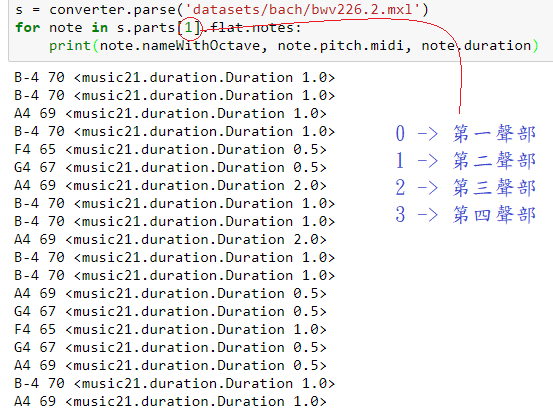 s = converter.parse('datasets/bach/bwv226.2.mxl')
for note in s.parts[1].flat.notes:
    print(note.nameWithOctave, note.pitch.midi, note.duration)
B-4 70 <music21.duration.Duration 1.0>
B-4 70 <music21.duration.Duration 1.0>
A4 69 <music21.duration.Duration 1.0>
B-4 70 <music21.duration.Duration 1.0>
F4 65 <music21.duration.Duration 0.5>
G4 67 <music21.duration.Duration 0.5>
A4 69 <music21.duration.Duration 2.0>
B-4 70 <music21.duration.Duration 1.0>
B-4 70 <music21.duration.Duration 1.0>
A4 69 <music21.duration.Duration 2.0>
B-4 70 <music21.duration.Duration 1.0>
B-4 70 <music21.duration.Duration 1.0>
A4 69 <music21.duration.Duration 0.5>
G4 67 <music21.duration.Duration 0.5>
F4 65 <music21.duration.Duration 1.0>
G4 67 <music21.duration.Duration 0.5>
A4 69 <music21.duration.Duration 0.5>
B-4 70 <music21.duration.Duration 1.0>
A4 69 <music21.duration.Duration 1.0>
0 -> 第一聲部
1 -> 第二聲部
2 -> 第三聲部
3 -> 第四聲部